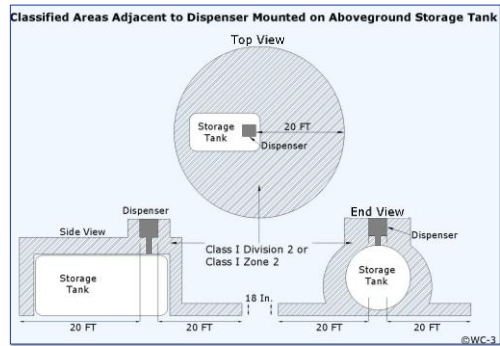 Classified Areas Adjacent to Dispenser Mounted on Aboveground Storage Tank
Top View
Storage
Tank
20 FT
Dispenser
Dispenser
Side View
Class I Division 2 or
Class I Zone 2
End View
Dispenser
Storage
Tank
Storage
Tank
18 In.
20 FT
20 FT
20 FT
20 FT
©WC-3